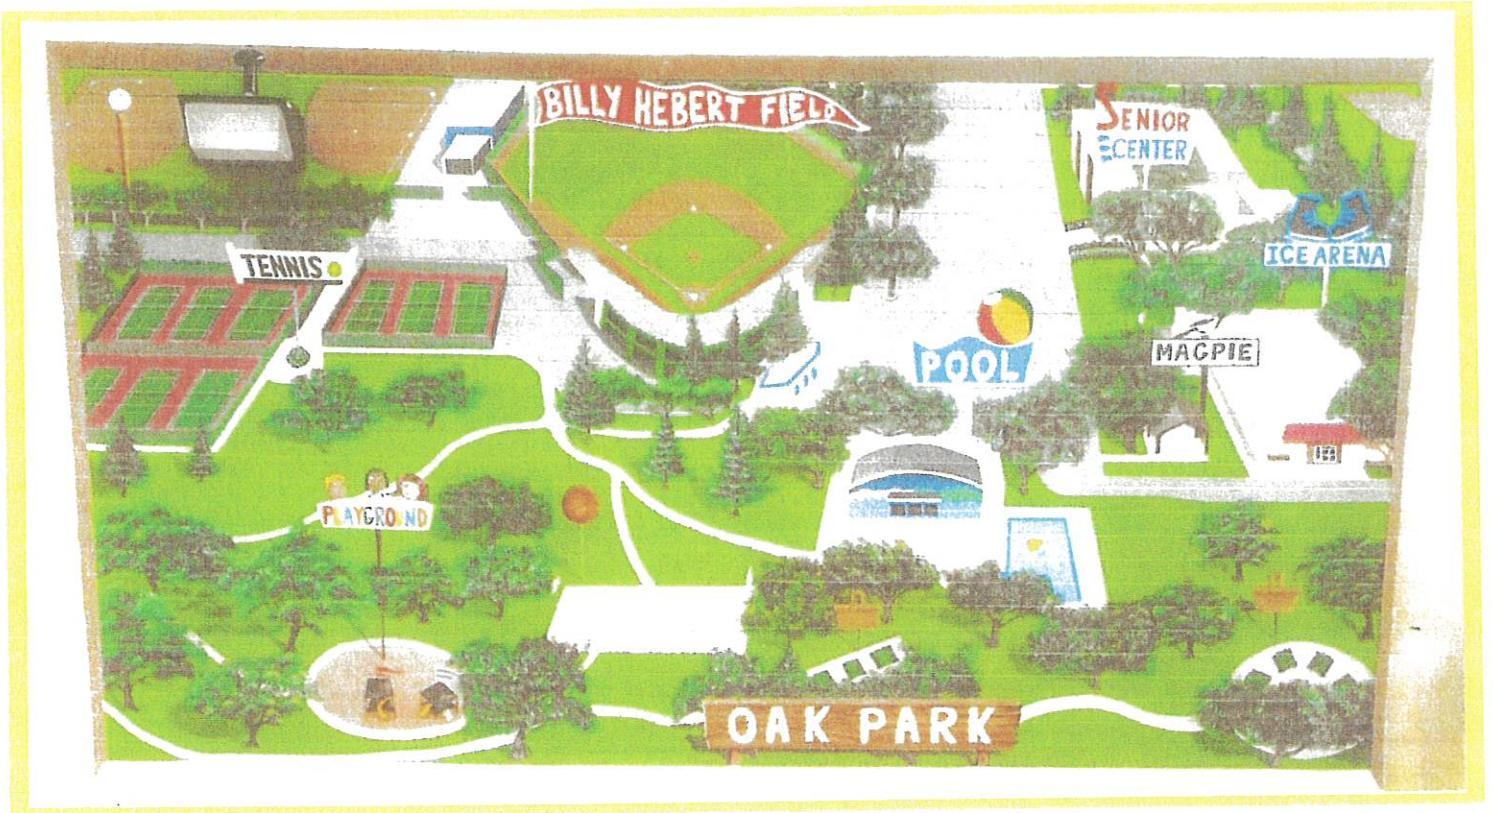 BILLY HEBERT FIELD
SENIOR
CENTER
ICE ARENA
TENNIS
MAGPIE
POOL
PLAYGROUND
OAK PARK